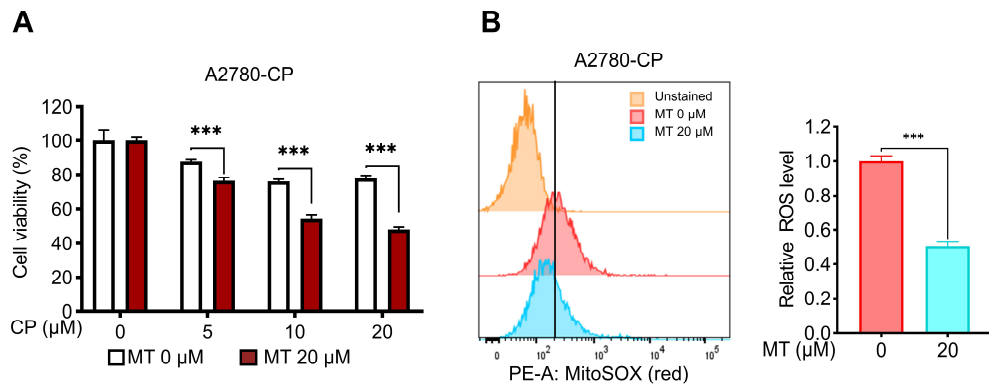 A
A2780-CP
Cell viability (%)
120
100
80
60
40
20
0
***
***
***
CP (µM)
0
5
10
20
MT 0 µM
MT 20 µM
B
A2780-CP
Unstained
MT 0 µM
MT 20 µM
0
10²
10³
10⁴
10⁵
PE-A: MitoSOX (red)
Relative ROS level
1.4
1.2
1.0
0.8
0.6
0.4
0.2
0.0
***
MT (µM)
0
20